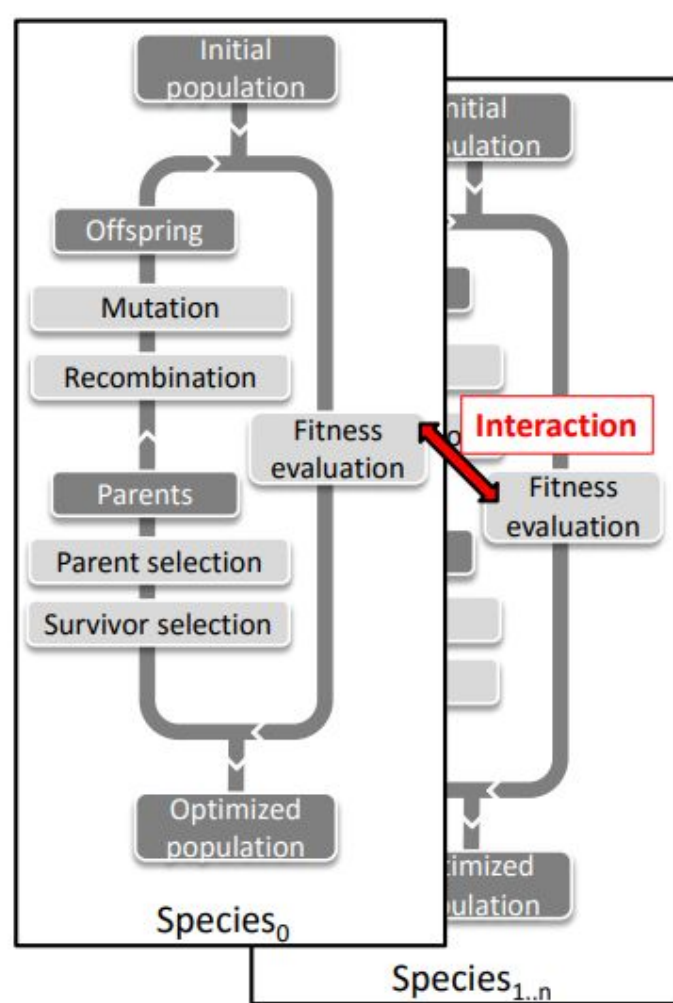 Initial
population
Offspring
Mutation
Recombination
Fitness
evaluation
Parents
Parent selection
Survivor selection
Optimized
population
Species₀
Interaction
Fitness
evaluation
Species₁..ₙ